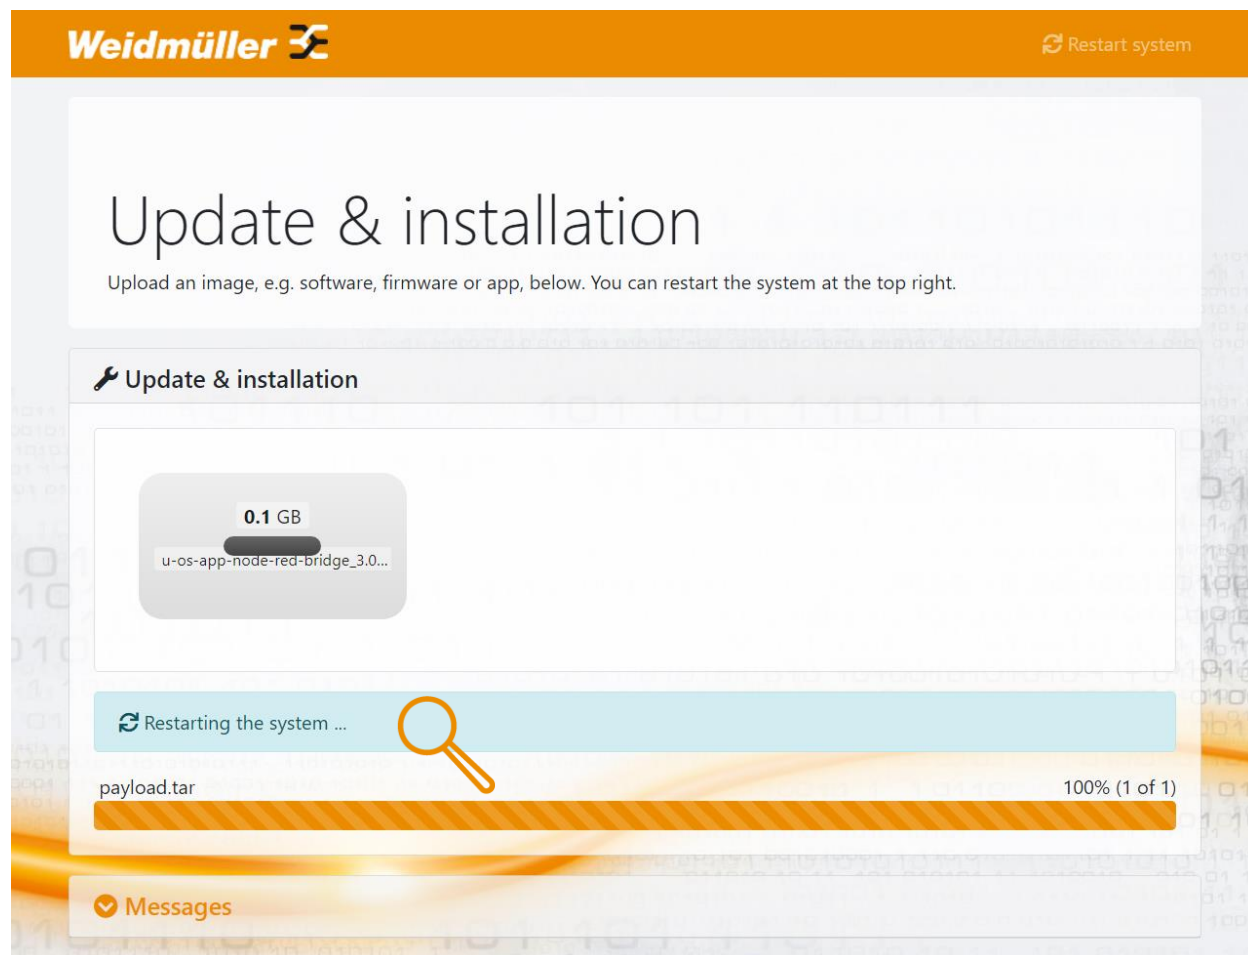 Weidmüller
Restart system
Update & installation
Upload an image, e.g. software, firmware or app, below. You can restart the system at the top right.
Update & installation
0.1 GB
u-os-app-node-red-bridge_3.0...
Restarting the system ...
payload.tar
100% (1 of 1)
Messages